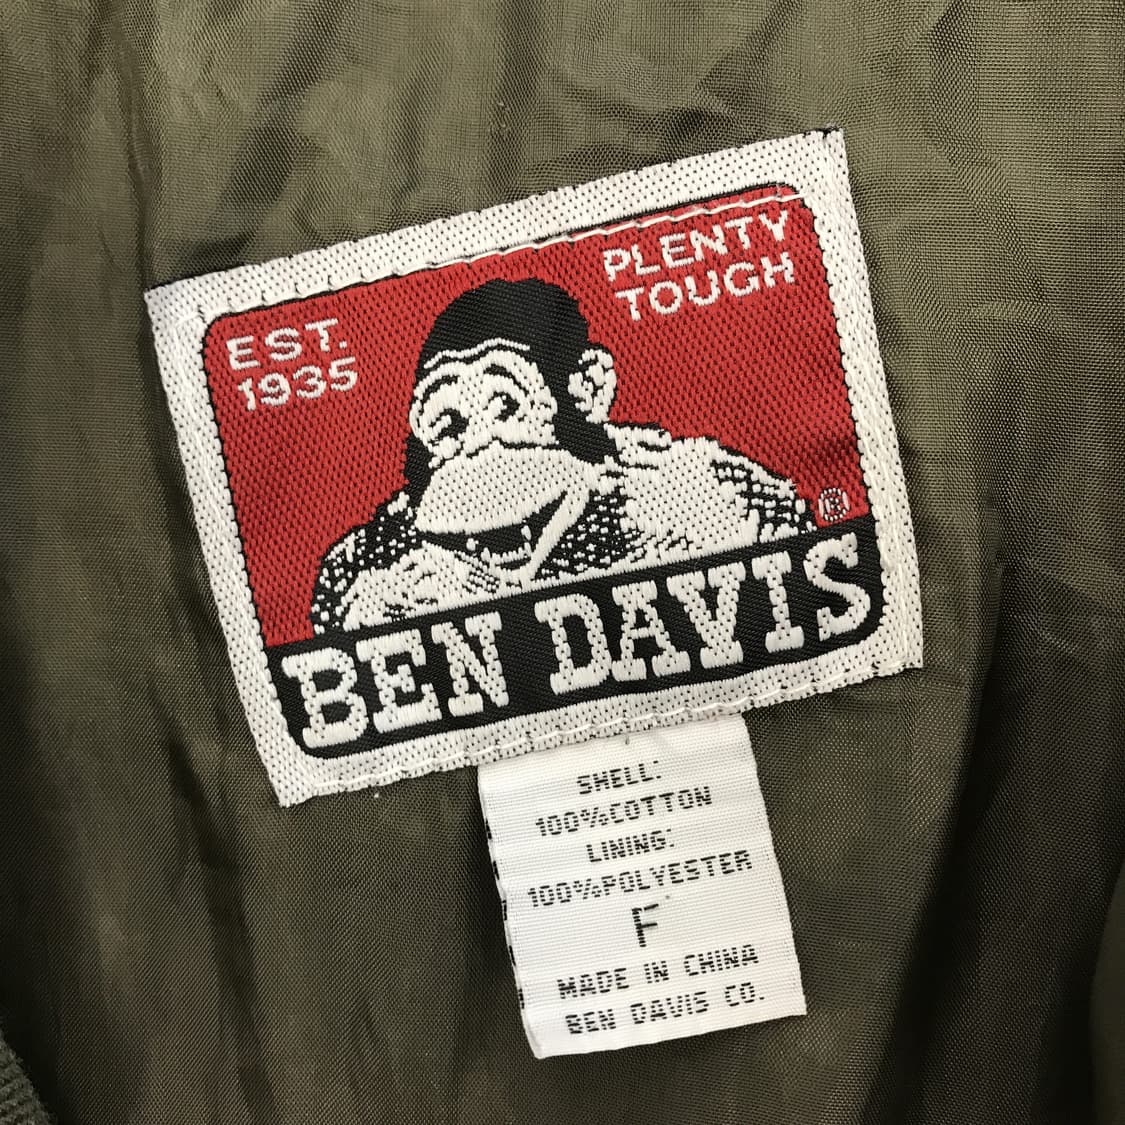 EST.
1935
PLENTY
TOUGH
®
BEN DAVIS
SHELL:
100%COTTON
LINING:
100%POLYESTER
F
MADE IN CHINA
BEN DAVIS CO.